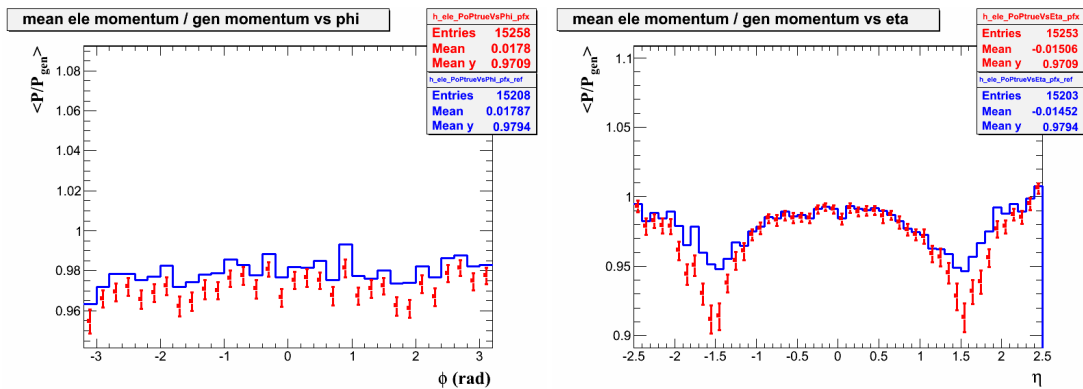 mean ele momentum / gen momentum vs phi
h_ele_PoPtrueVsPhi_pfx
Entries 15258
Mean 0.0178
Mean y 0.9709
h_ele_PoPtrueVsPhi_pfx_ref
Entries 15208
Mean 0.01787
Mean y 0.9794
<P/P_gen>
1.08
1.06
1.04
1.02
1
0.98
0.96
-3 -2 -1 0 1 2 3
ϕ (rad)
mean ele momentum / gen momentum vs eta
h_ele_PoPtrueVsEta_pfx
Entries 15253
Mean -0.01506
Mean y 0.9709
h_ele_PoPtrueVsEta_pfx_ref
Entries 15203
Mean -0.01452
Mean y 0.9794
<P/P_gen>
1.1
1.05
1
0.95
0.9
-2.5 -2 -1.5 -1 -0.5 0 0.5 1 1.5 2 2.5
η